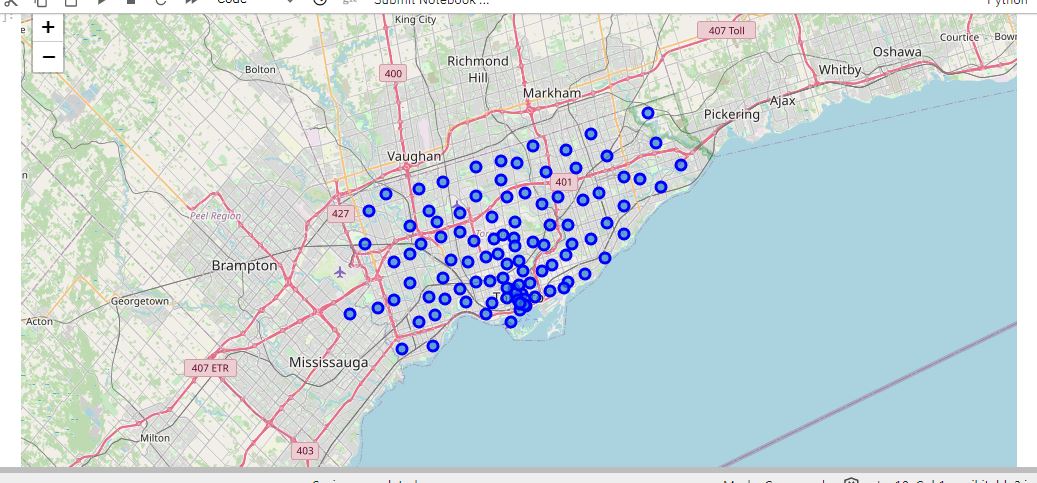 Code
Submit Notebook ...
Python
King City
407 Toll
+
−
Richmond
Hill
Courtice
Oshawa
Bolton
400
Whitby
Markham
Ajax
Pickering
Vaughan
401
427
Peel Region
Brampton
Georgetown
Acton
Mississauga
407 ETR
Milton
403